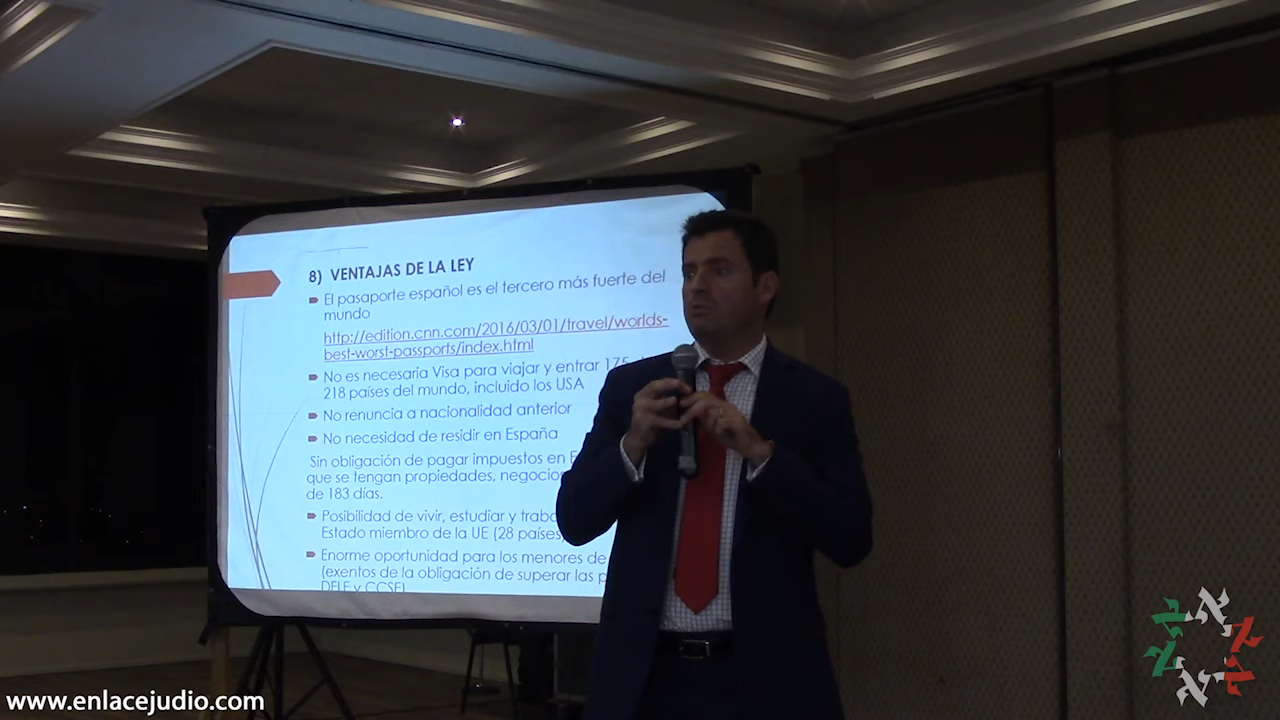 8) VENTAJAS DE LA LEY
El pasaporte español es el tercero más fuerte del
mundo
http://edition.cnn.com/2016/03/01/travel/worlds-
best-worst-passports/index.html
No es necesaria Visa para viajar y entrar 175
218 países del mundo, incluido los USA
No renuncia a nacionalidad anterior
No necesidad de residir en España
Sin obligación de pagar impuestos en
que se tengan propiedades, negocios
de 183 días.
Posibilidad de vivir, estudiar y
Estado miembro de la UE (28 países
Enorme oportunidad para los menores de
(exentos de la obligación de superar las
DELE y CCSE)
www.enlacejudio.com